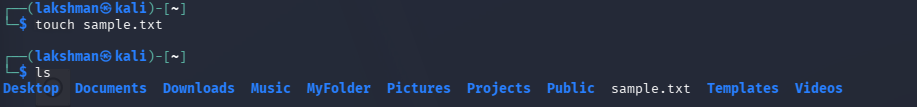 ┌──(lakshman㉿kali)-[~]
└─$ touch sample.txt
┌──(lakshman㉿kali)-[~]
└─$ ls
Desktop Documents Downloads Music MyFolder Pictures Projects Public sample.txt Templates Videos